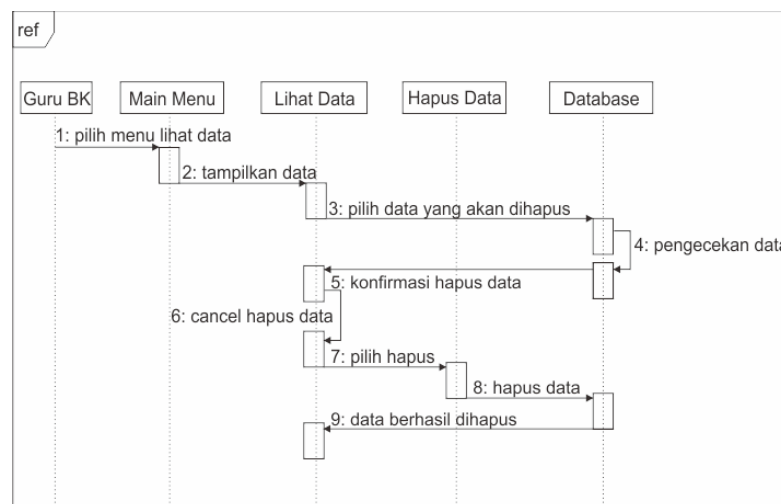 ref
Guru BK
Main Menu
Lihat Data
Hapus Data
Database
1: pilih menu lihat data
2: tampilkan data
3: pilih data yang akan dihapus
4: pengecekan data
5: konfirmasi hapus data
6: cancel hapus data
7: pilih hapus
8: hapus data
9: data berhasil dihapus